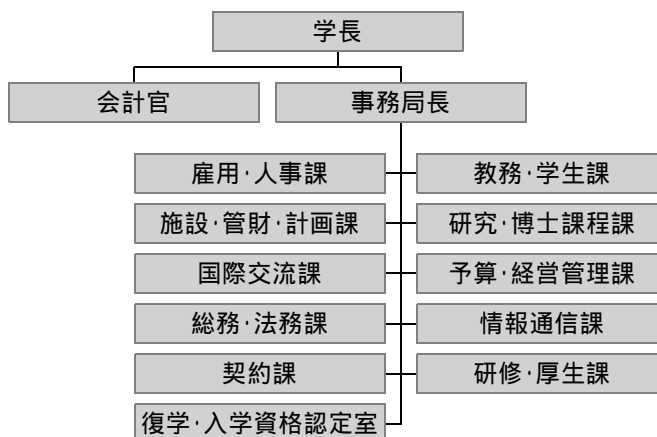 学長
会計官
事務局長
雇用·人事課
教務·学生課
施設·管財·計画課
研究·博士課程課
国際交流課
予算·経営管理課
総務·法務課
情報通信課
契約課
研修·厚生課
復学·入学資格認定室